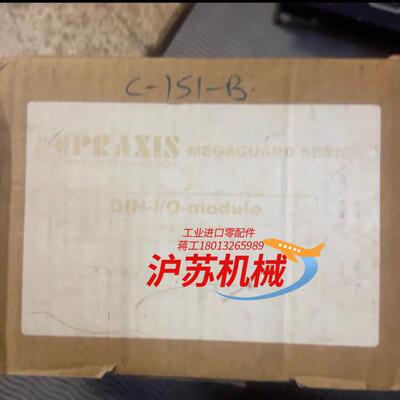 C-151-B
PRAXIS
MEGAGUARD SERIES
DIN-I/O-module
工业进口零配件
蒋工18013265989
沪苏机械